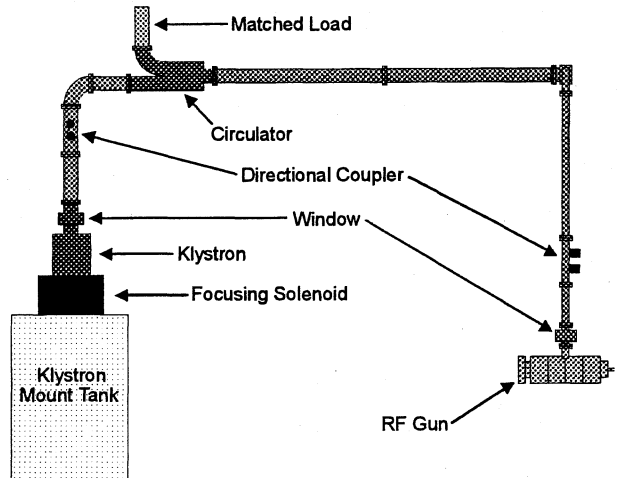 Matched Load
Circulator
Directional Coupler
Window
Klystron
Focusing Solenoid
Klystron
Mount Tank
RF Gun